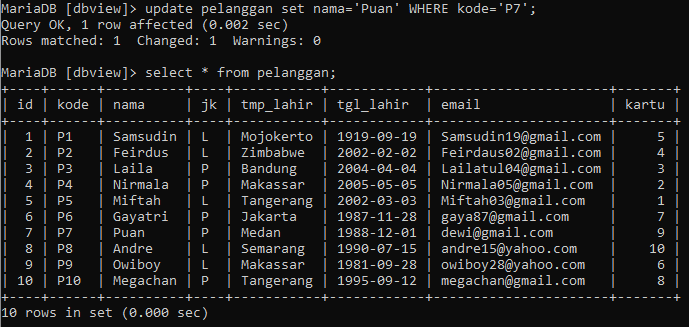 MariaDB [dbview]> update pelanggan set nama='Puan' WHERE kode='P7';
Query OK, 1 row affected (0.002 sec)
Rows matched: 1  Changed: 1  Warnings: 0
MariaDB [dbview]> select * from pelanggan;
+----+------+----------+----+-----------+------------+----------------------+-------+
| id | kode | nama     | jk | tmp_lahir | tgl_lahir  | email                | kartu |
+----+------+----------+----+-----------+------------+----------------------+-------+
|  1 | P1   | Samsudin | L  | Mojokerto | 1919-09-19 | Samsudin19@gmail.com |     5 |
|  2 | P2   | Feirdus  | L  | Zimbabwe  | 2002-02-02 | Feirdaus02@gmail.com |     4 |
|  3 | P3   | Laila    | P  | Bandung   | 2004-04-04 | Lailatul04@gmail.com |     3 |
|  4 | P4   | Nirmala  | P  | Makassar  | 2005-05-05 | Nirmala05@gmail.com  |     2 |
|  5 | P5   | Miftah   | L  | Tangerang | 2002-03-03 | Miftah03@gmail.com   |     1 |
|  6 | P6   | Gayatri  | P  | Jakarta   | 1987-11-28 | gaya87@gmail.com     |     7 |
|  7 | P7   | Puan     | P  | Medan     | 1988-12-01 | dewi@gmail.com       |     9 |
|  8 | P8   | Andre    | L  | Semarang  | 1990-07-15 | andre15@yahoo.com    |    10 |
|  9 | P9   | Owiboy   | L  | Makassar  | 1981-09-28 | owiboy28@yahoo.com   |     6 |
| 10 | P10  | Megachan | P  | Tangerang | 1995-09-12 | megachan@gmail.com   |     8 |
+----+------+----------+----+-----------+------------+----------------------+-------+
10 rows in set (0.000 sec)